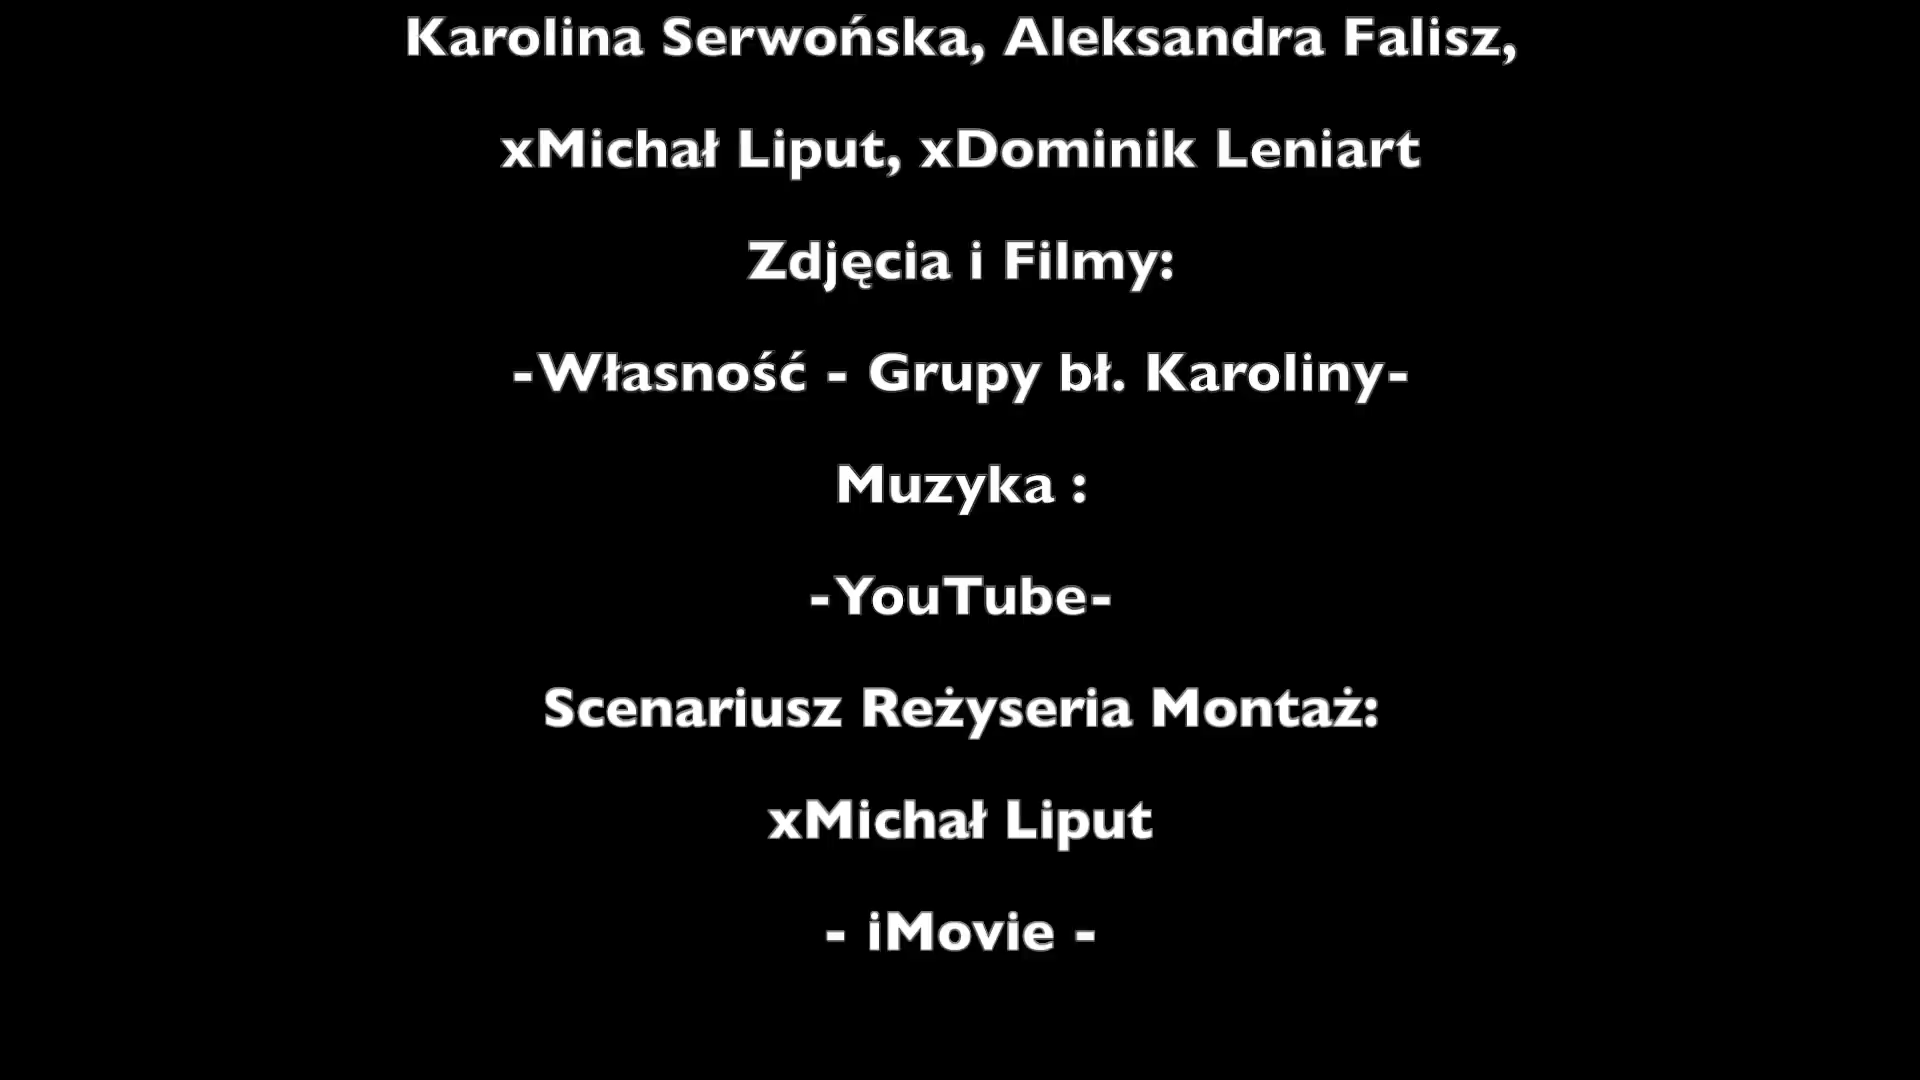 Karolina Serwońska, Aleksandra Falisz,
xMichał Liput, xDominik Leniart
Zdjęcia i Filmy:
-Własność - Grupy bł. Karoliny-
Muzyka :
-YouTube-
Scenariusz Reżyseria Montaż:
xMichał Liput
- iMovie -